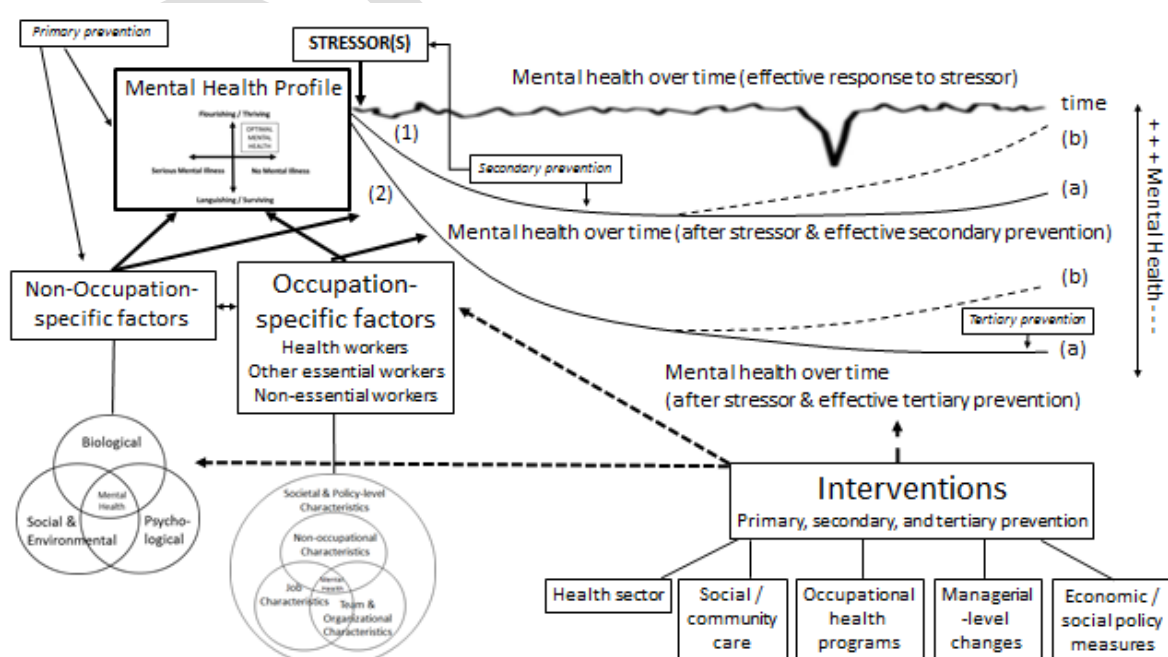 Primary prevention
STRESSOR(S)
Mental Health Profile
Flourishing / Thriving
OPTIMAL
MENTAL
HEALTH
Serious Mental Illness
No Mental Illness
Languishing / Surviving
Mental health over time (effective response to stressor)
time
(1)
(b)
Secondary prevention
(2)
(a)
Mental health over time (after stressor & effective secondary prevention)
+ + + Mental Health - - -
(b)
Tertiary prevention
(a)
Mental health over time
(after stressor & effective tertiary prevention)
Non-Occupation-
specific factors
Occupation-
specific factors
Health workers
Other essential workers
Non-essential workers
Biological
Mental
Health
Social &
Environmental
Psycho-
logical
Societal & Policy-level
Characteristics
Non-occupational
Characteristics
Mental
Health
Job
Characteristics
Team &
Organizational
Characteristics
Interventions
Primary, secondary, and tertiary prevention
Health sector
Social /
community
care
Occupational
health
programs
Managerial
-level
changes
Economic /
social policy
measures